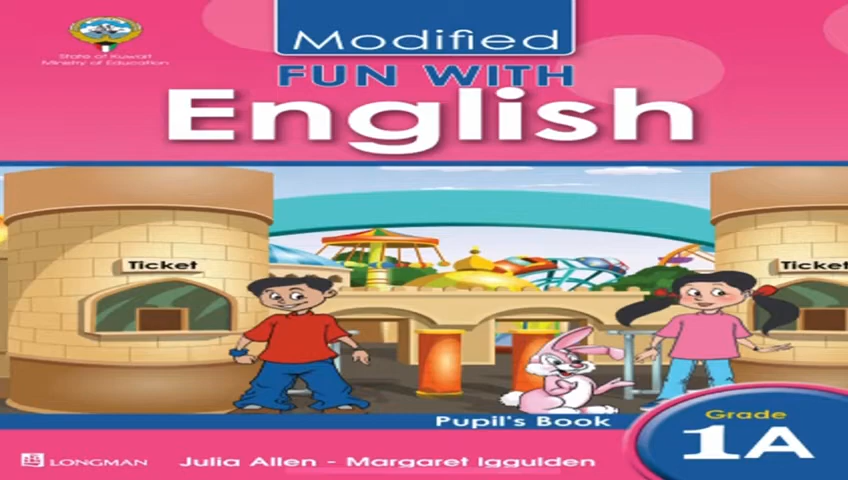 State of Kuwait
Ministry of Education
Modified
FUN WITH
English
Ticket
Ticket
Pupil's Book
Grade
1A
LONGMAN
Julia Allen - Margaret Iggulden